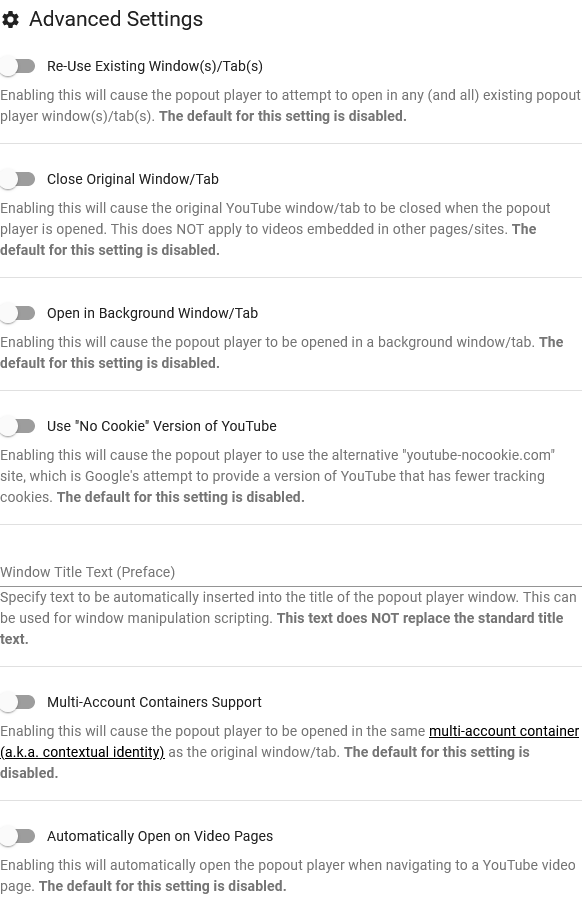 Advanced Settings
Re-Use Existing Window(s)/Tab(s)
Enabling this will cause the popout player to attempt to open in any (and all) existing popout
player window(s)/tab(s). The default for this setting is disabled.
Close Original Window/Tab
Enabling this will cause the original YouTube window/tab to be closed when the popout
player is opened. This does NOT apply to videos embedded in other pages/sites. The
default for this setting is disabled.
Open in Background Window/Tab
Enabling this will cause the popout player to be opened in a background window/tab. The
default for this setting is disabled.
Use "No Cookie" Version of YouTube
Enabling this will cause the popout player to use the alternative "youtube-nocookie.com"
site, which is Google's attempt to provide a version of YouTube that has fewer tracking
cookies. The default for this setting is disabled.
Window Title Text (Preface)
Specify text to be automatically inserted into the title of the popout player window. This can
be used for window manipulation scripting. This text does NOT replace the standard title
text.
Multi-Account Containers Support
Enabling this will cause the popout player to be opened in the same multi-account container
(a.k.a. contextual identity) as the original window/tab. The default for this setting is
disabled.
Automatically Open on Video Pages
Enabling this will automatically open the popout player when navigating to a YouTube video
page. The default for this setting is disabled.